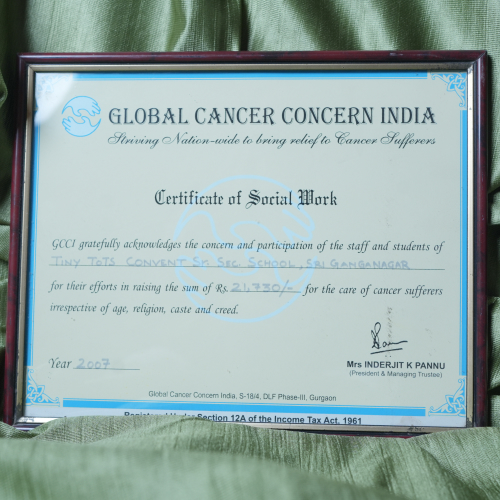 GLOBAL CANCER CONCERN INDIA
Striving Nation-wide to bring relief to Cancer Sufferers
Certificate of Social Work
GCCI gratefully acknowledges the concern and participation of the staff and students of
TINY TOTS CONVENT SR SEC SCHOOL, SRI GANGANAGAR
for their efforts in raising the sum of Rs. 21,730/- for the care of cancer sufferers
irrespective of age, religion, caste and creed.
Year 2007
Mrs INDERJIT K PANNU
(President & Managing Trustee)
Global Cancer Concern India, S-18/4, DLF Phase-III, Gurgaon
Registered Under Section 12A of the Income Tax Act, 1961